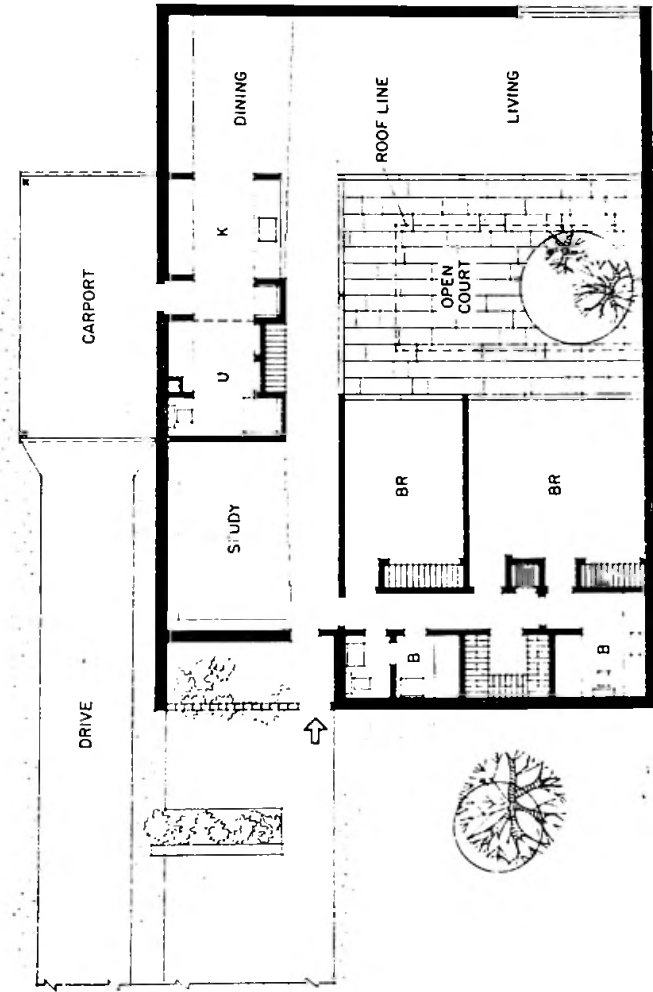 DINING
ROOF LINE
LIVING
K
CARPORT
OPEN
COURT
U
BR
BR
STUDY
B
B
DRIVE